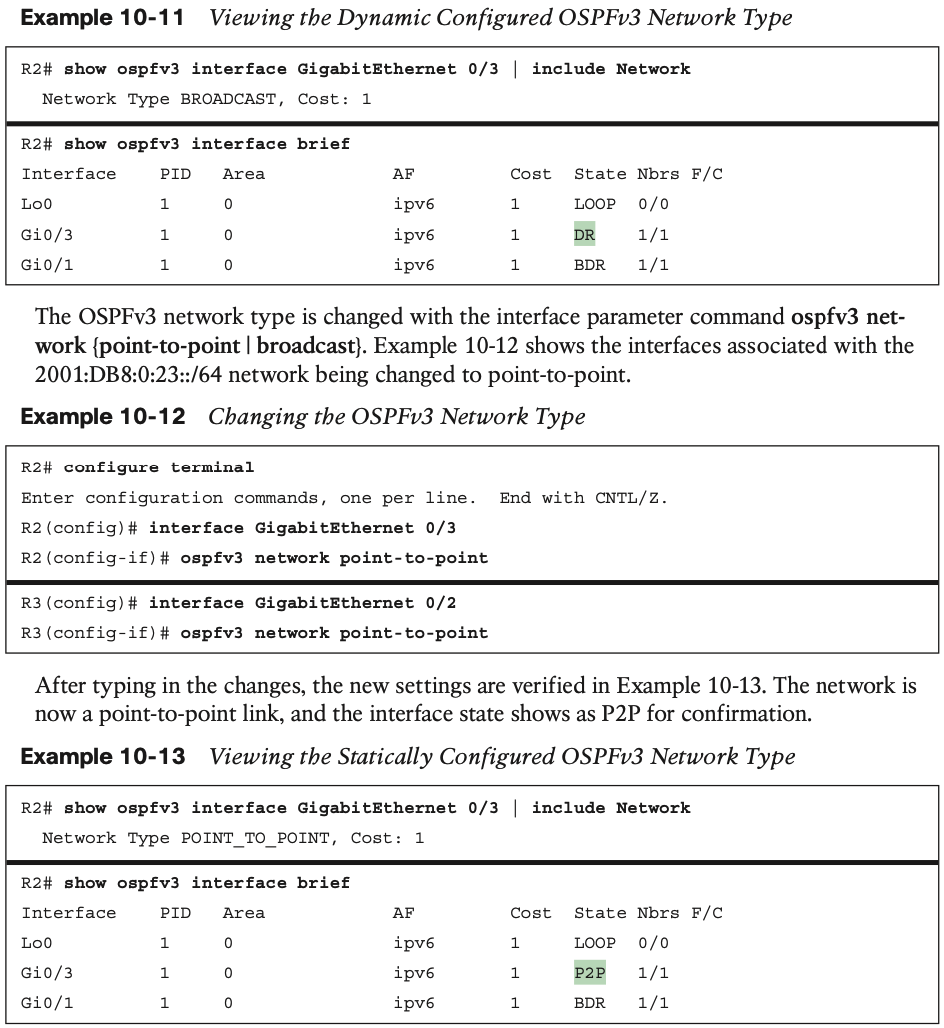 Example 10-11 Viewing the Dynamic Configured OSPFv3 Network Type
R2# show ospfv3 interface GigabitEthernet 0/3 | include Network
Network Type BROADCAST, Cost: 1
R2# show ospfv3 interface brief
Interface PID Area AF Cost State Nbrs F/C
Lo0 1 0 ipv6 1 LOOP 0/0
Gi0/3 1 0 ipv6 1 DR 1/1
Gi0/1 1 0 ipv6 1 BDR 1/1
The OSPFv3 network type is changed with the interface parameter command ospfv3 net-
work {point-to-point | broadcast}. Example 10-12 shows the interfaces associated with the
2001:DB8:0:23::/64 network being changed to point-to-point.
Example 10-12 Changing the OSPFv3 Network Type
R2# configure terminal
Enter configuration commands, one per line. End with CNTL/Z.
R2(config)# interface GigabitEthernet 0/3
R2(config-if)# ospfv3 network point-to-point
R3(config)# interface GigabitEthernet 0/2
R3(config-if)# ospfv3 network point-to-point
After typing in the changes, the new settings are verified in Example 10-13. The network is
now a point-to-point link, and the interface state shows as P2P for confirmation.
Example 10-13 Viewing the Statically Configured OSPFv3 Network Type
R2# show ospfv3 interface GigabitEthernet 0/3 | include Network
Network Type POINT_TO_POINT, Cost: 1
R2# show ospfv3 interface brief
Interface PID Area AF Cost State Nbrs F/C
Lo0 1 0 ipv6 1 LOOP 0/0
Gi0/3 1 0 ipv6 1 P2P 1/1
Gi0/1 1 0 ipv6 1 BDR 1/1